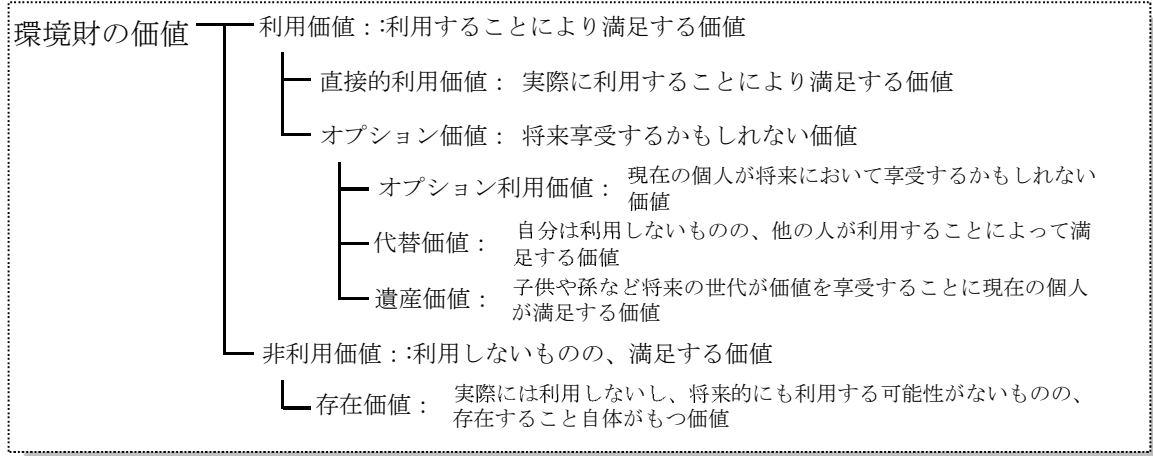 環境財の価値
利用価値：:利用することにより満足する価値
直接的利用価値： 実際に利用することにより満足する価値
オプション価値： 将来享受するかもしれない価値
オプション利用価値： 現在の個人が将来において享受するかもしれない
価値
代替価値： 自分は利用しないものの、他の人が利用することによって満
足する価値
遺産価値： 子供や孫など将来の世代が価値を享受することに現在の個人
が満足する価値
非利用価値：:利用しないものの、満足する価値
存在価値： 実際には利用しないし、将来的にも利用する可能性がないものの、
存在すること自体がもつ価値